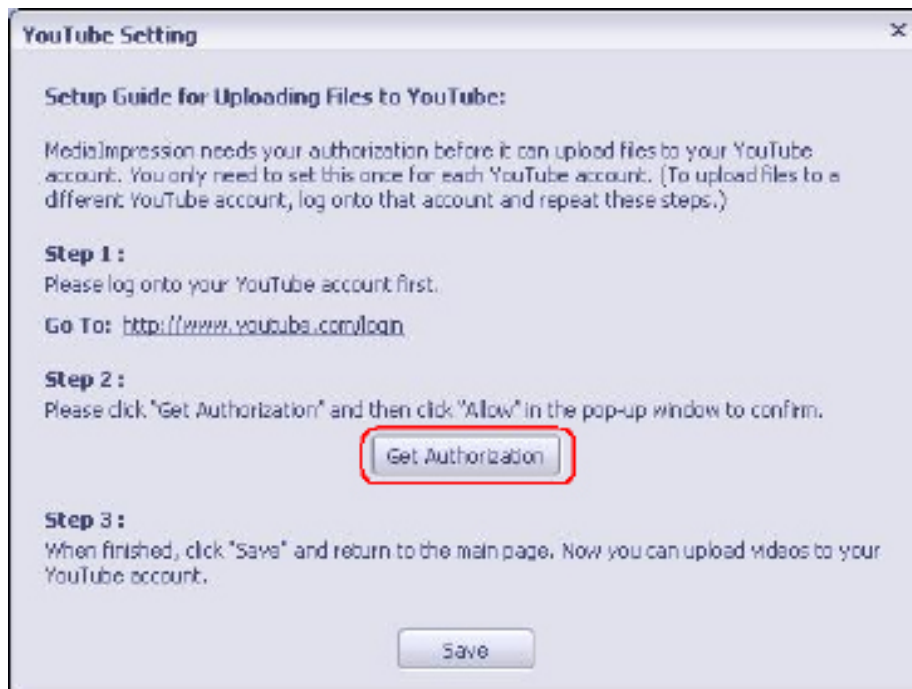 YouTube Setting
Setup Guide for Uploading Files to YouTube:
MediaImpression needs your authorization before it can upload files to your YouTube
account. You only need to set this once for each YouTube account. (To upload files to a
different YouTube account, log onto that account and repeat these steps.)
Step 1 :
Please log onto your YouTube account first.
Go To: http://www.youtube.com/login
Step 2 :
Please click "Get Authorization" and then click "Allow" in the pop-up window to confirm.
Get Authorization
Step 3 :
When finished, click "Save" and return to the main page. Now you can upload videos to your
YouTube account.
Save